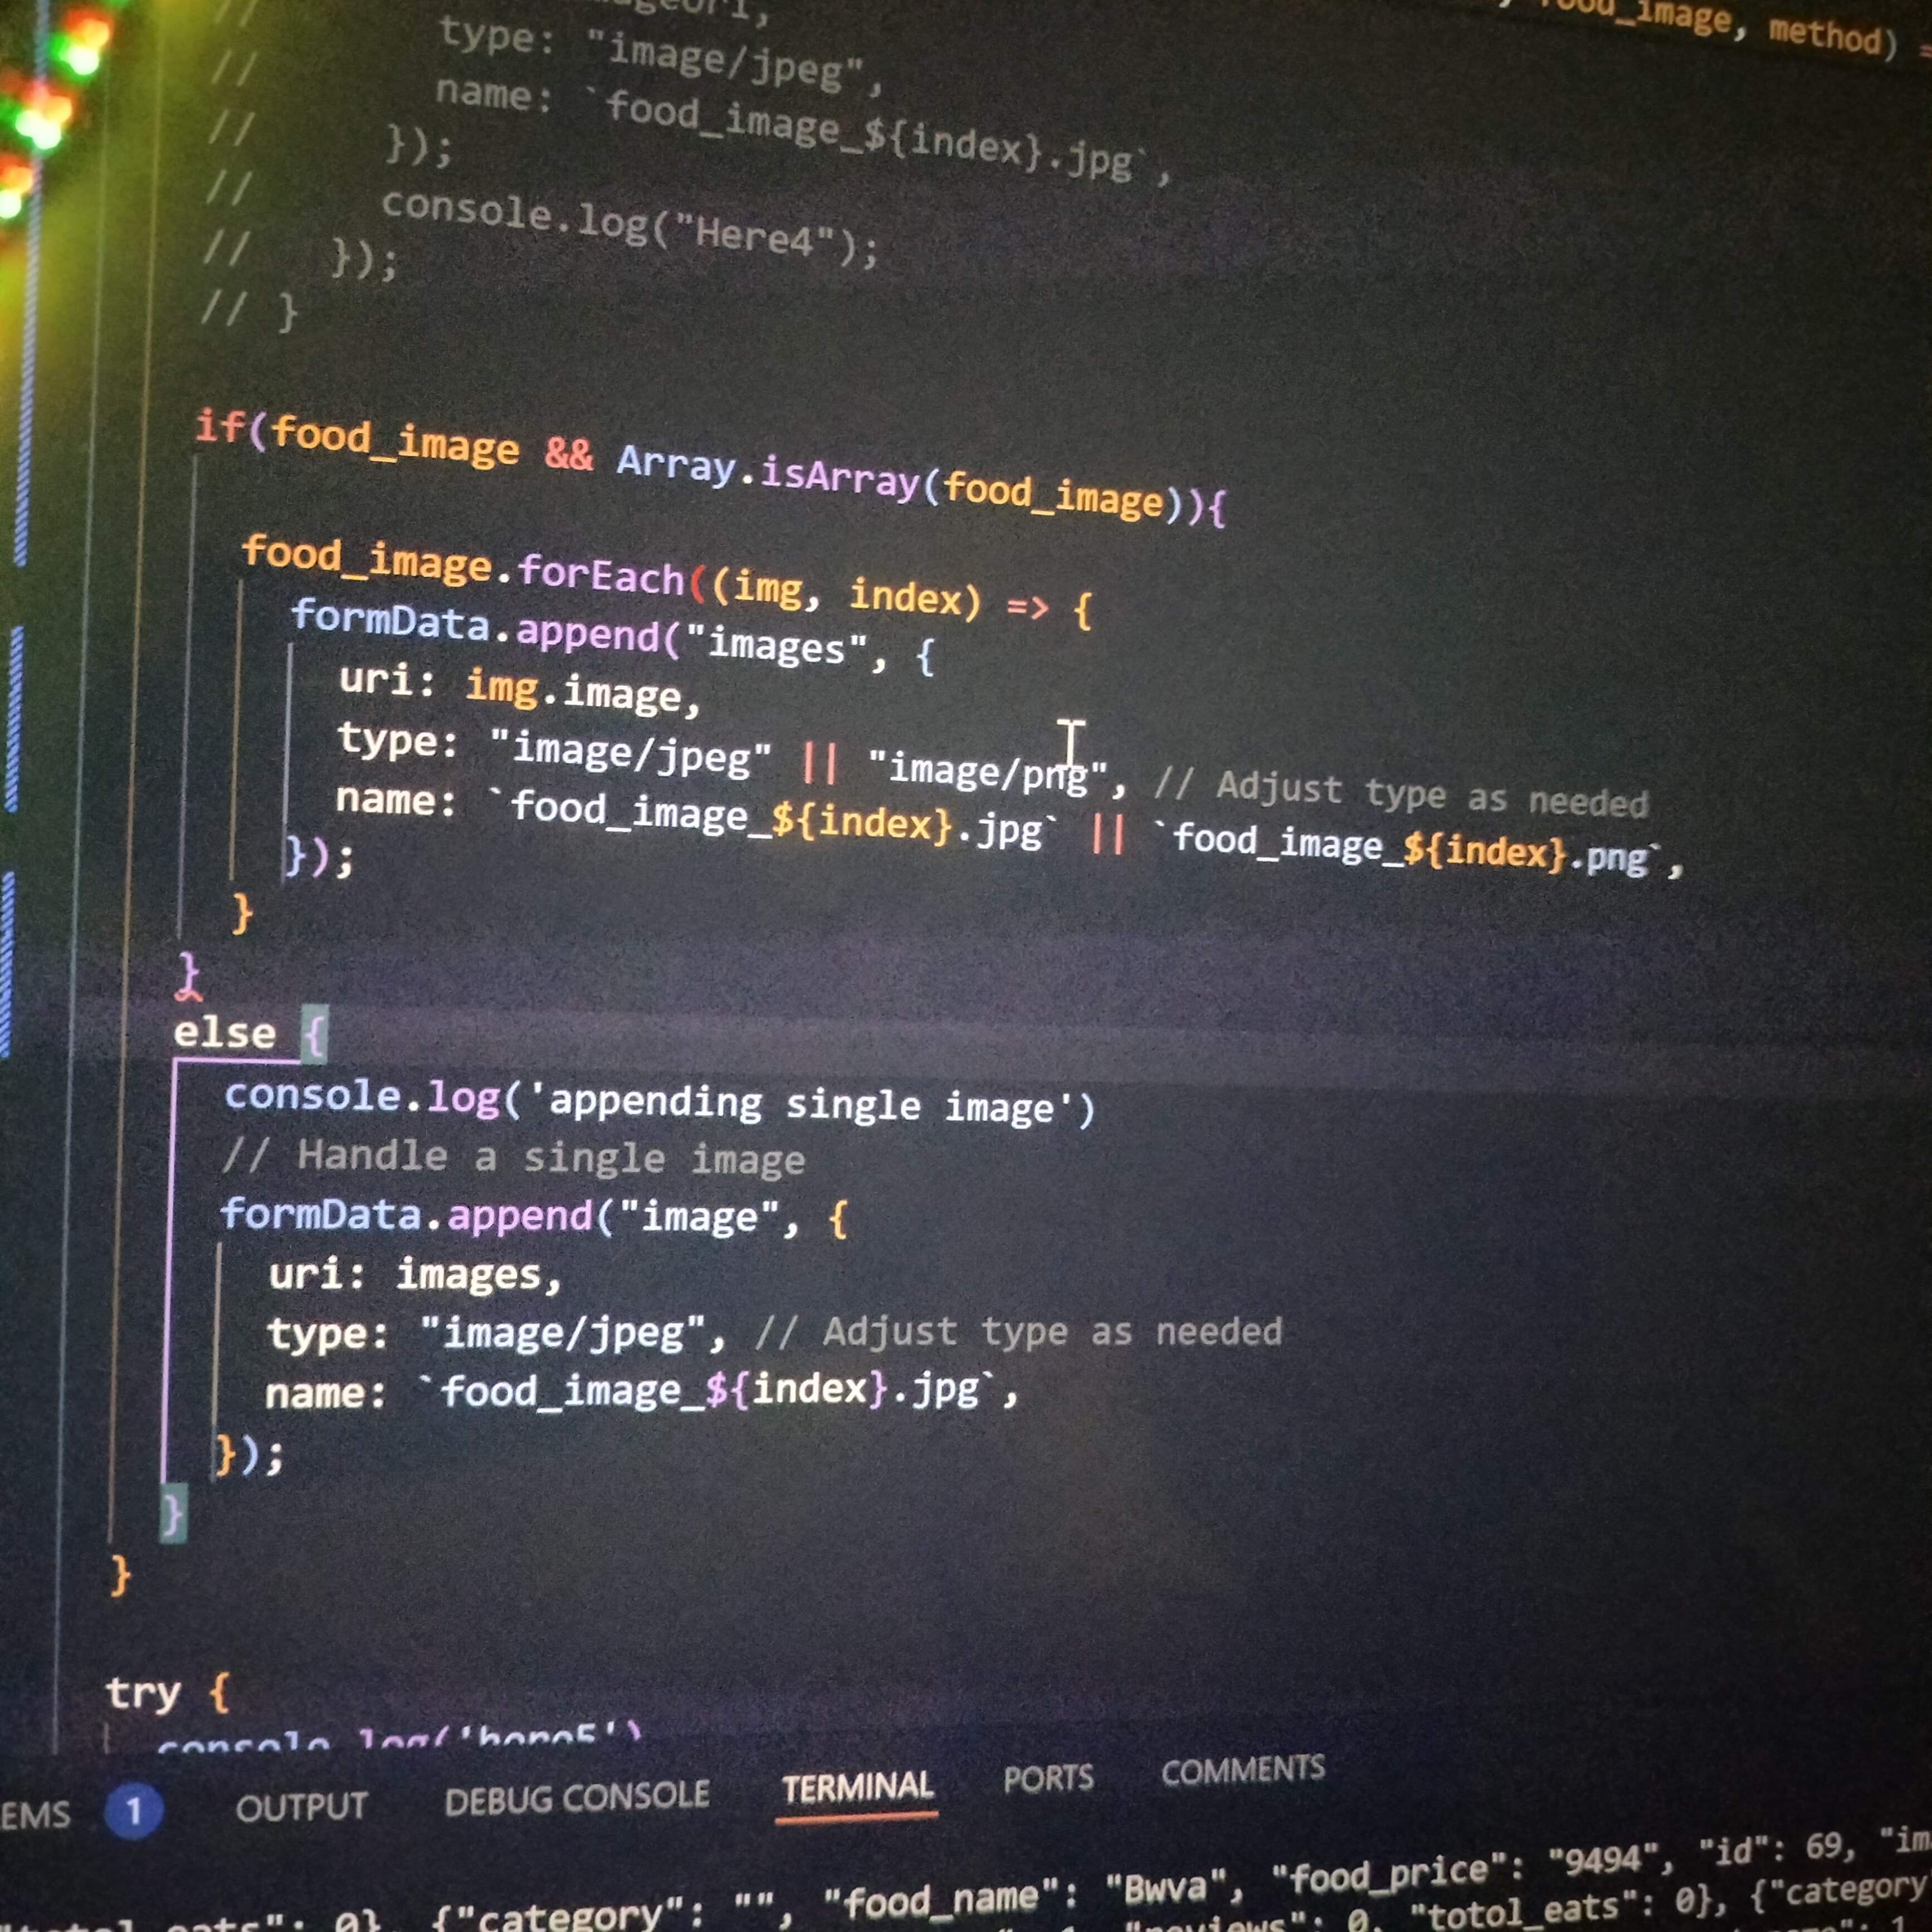 _image, method)
//
// type: "image/jpeg",
// name: `food_image_${index}.jpg`,
// });
// console.log("Here4");
// });
// }
if(food_image && Array.isArray(food_image)){
food_image.forEach((img, index) => {
formData.append("images", {
uri: img.image,
type: "image/jpeg" || "image/png", // Adjust type as needed
name: `food_image_${index}.jpg` || `food_image_${index}.png`,
});
}
}
else {
console.log('appending single image')
// Handle a single image
formData.append("image", {
uri: images,
type: "image/jpeg", // Adjust type as needed
name: `food_image_${index}.jpg`,
});
}
}
try {
EMS 1 OUTPUT DEBUG CONSOLE TERMINAL PORTS COMMENTS
"food_name": "Bwva", "food_price": "9494", "id": 69, "im
0}, {"category": "",
0, "totol_eats": 0}, {"category